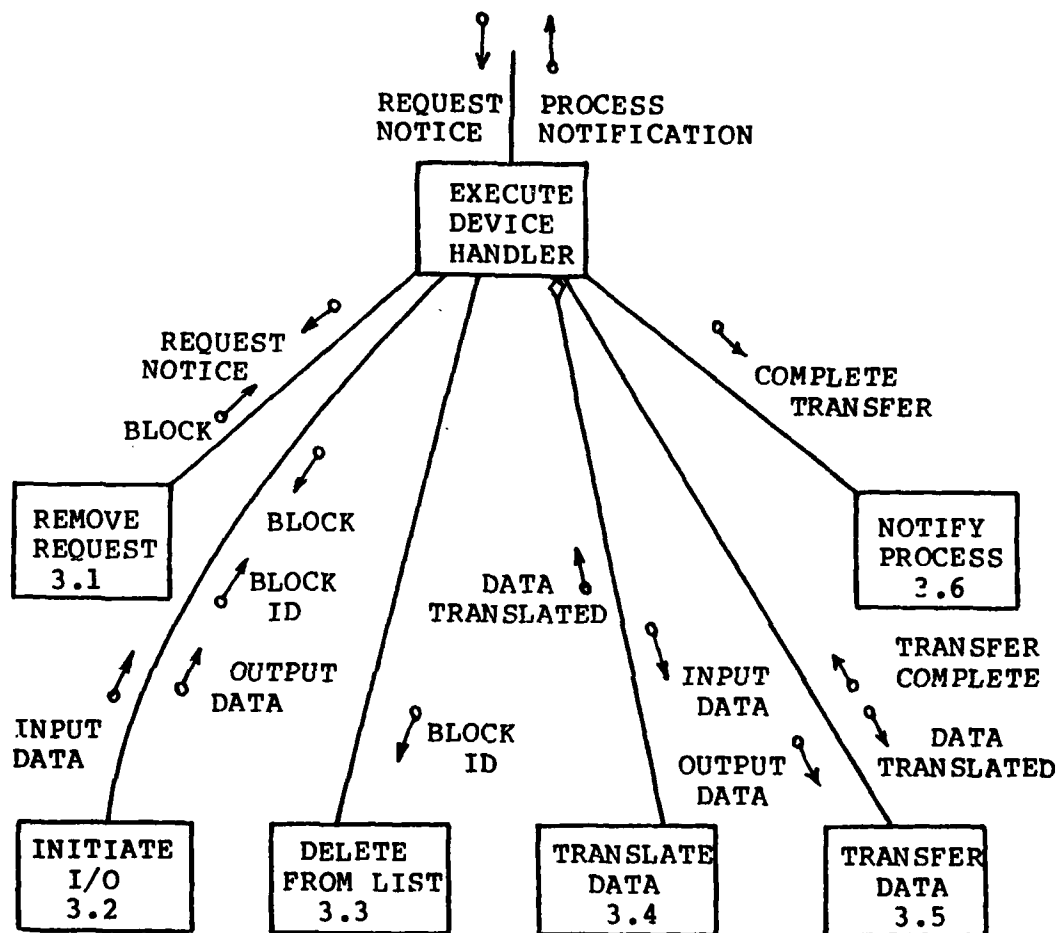 REQUEST
NOTICE
PROCESS
NOTIFICATION
EXECUTE
DEVICE
HANDLER
REQUEST
NOTICE
BLOCK
COMPLETE
TRANSFER
REMOVE
REQUEST
3.1
BLOCK
BLOCK
ID
DATA
TRANSLATED
NOTIFY
PROCESS
3.6
OUTPUT
DATA
INPUT
DATA
TRANSFER
COMPLETE
INPUT
DATA
BLOCK
ID
OUTPUT
DATA
DATA
TRANSLATED
INITIATE
I/O
3.2
DELETE
FROM LIST
3.3
TRANSLATE
DATA
3.4
TRANSFER
DATA
3.5